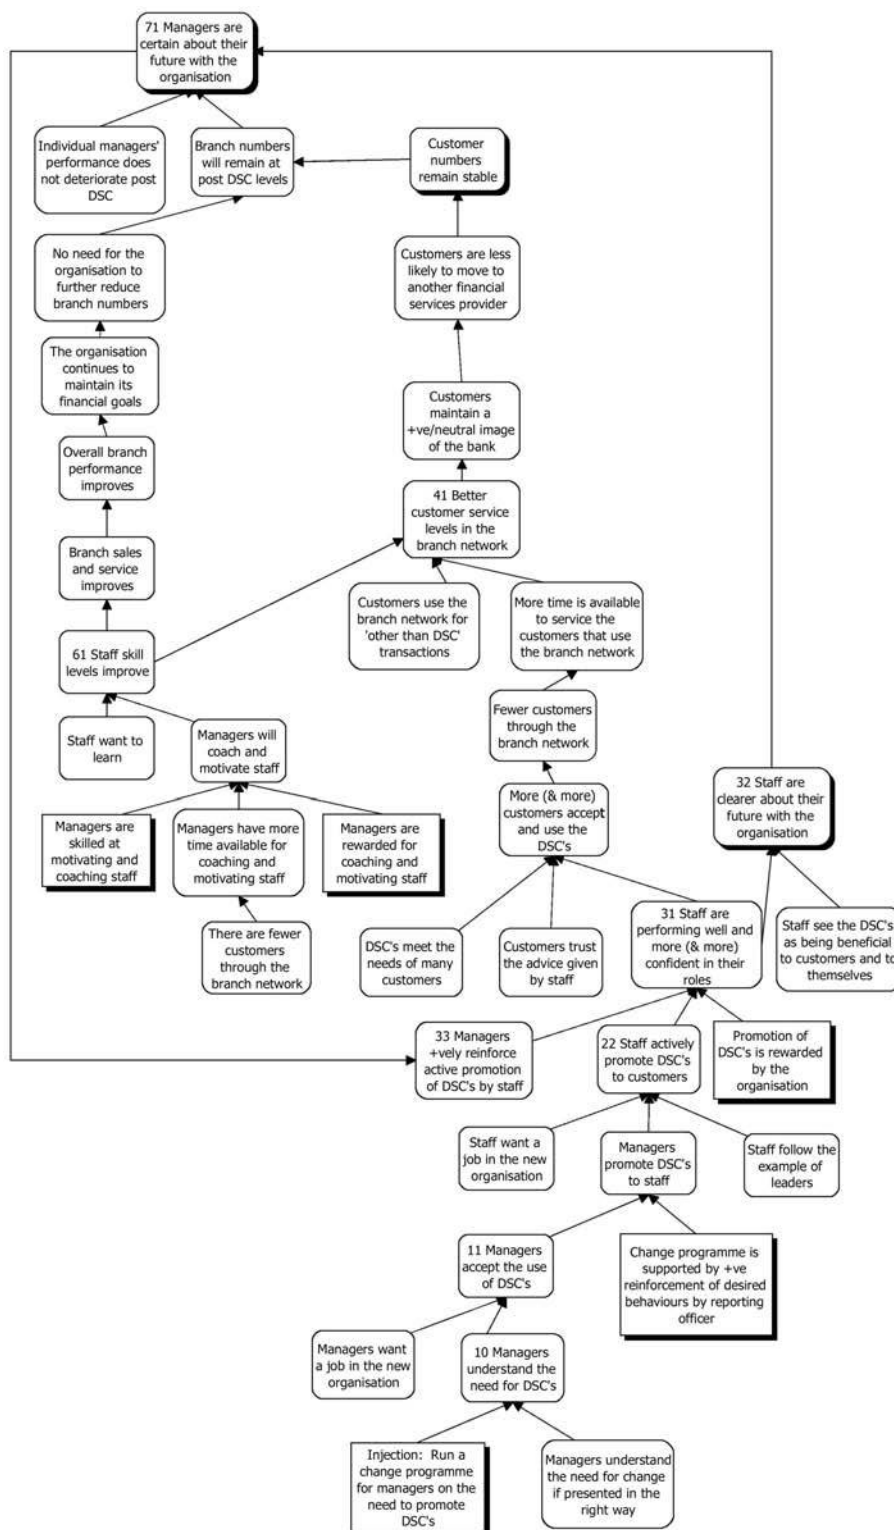 71 Managers are
certain about their
future with the
organisation
Individual managers'
performance does
not deteriorate post
DSC
Branch numbers
will remain at
post DSC levels
Customer
numbers
remain stable
No need for the
organisation to
further reduce
branch numbers
Customers are less
likely to move to
another financial
services provider
The organisation
continues to
maintain its
financial goals
Customers
maintain a
+ve/neutral image
of the bank
Overall branch
performance
improves
41 Better
customer service
levels in the
branch network
Branch sales
and service
improves
Customers use the
branch network for
'other than DSC'
transactions
More time is available
to service the
customers that use
the branch network
61 Staff skill
levels improve
Staff want to
learn
Managers will
coach and
motivate staff
Fewer customers
through the
branch network
More (& more)
customers accept
and use the
DSC's
32 Staff are
clearer about their
future with the
organisation
Managers are
skilled at
motivating and
coaching staff
Managers have more
time available for
coaching and
motivating staff
Managers are
rewarded for
coaching and
motivating staff
There are fewer
customers
through the
branch network
DSC's meet the
needs of many
customers
Customers trust
the advice given
by staff
31 Staff are
performing well and
more (& more)
confident in their
roles
Staff see the DSC's
as being beneficial
to customers and to
themselves
33 Managers
+vely reinforce
active promotion
of DSC's by staff
22 Staff actively
promote DSC's
to customers
Promotion of
DSC's is rewarded
by the
organisation
Staff want a
job in the new
organisation
Managers
promote DSC's
to staff
Staff follow the
example of
leaders
11 Managers
accept the use
of DSC's
Change programme is
supported by +ve
reinforcement of desired
behaviours by reporting
officer
Managers want
a job in the new
organisation
10 Managers
understand the
need for DSC's
Injection: Run a
change programme
for managers on the
need to promote
DSC's
Managers understand
the need for change
if presented in the
right way